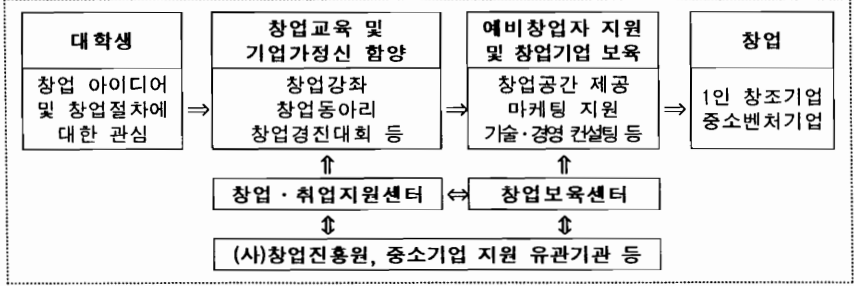 대학생
창업 아이디어
및 창업절차에
대한 관심
⇒
창업교육 및
기업가정신 함양
창업강좌
창업동아리
창업경진대회 등
⇒
예비창업자 지원
및 창업기업 보육
창업공간 제공
마케팅 지원
기술·경영 컨설팅 등
⇒
창업
1인 창조기업
중소벤처기업
⇑ ⇑
창업 · 취업지원센터 ⇔ 창업보육센터
⇕ ⇕
(사)창업진흥원, 중소기업 지원 유관기관 등